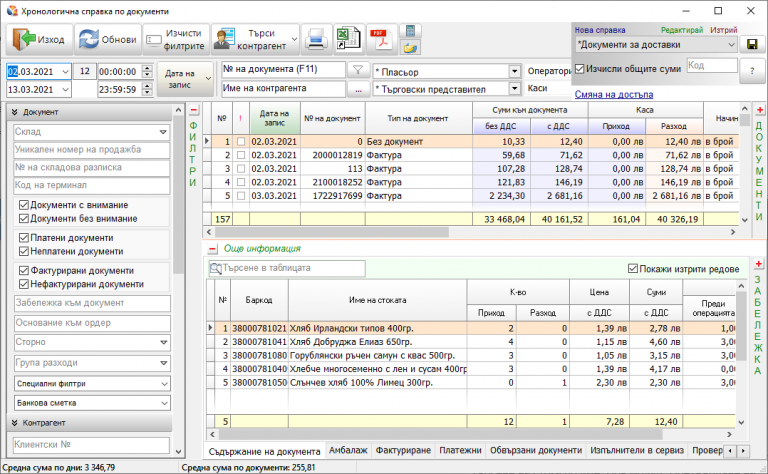 Хронологична справка по документи
Изход
Обнови
Изчисти филтрите
Търси контрагент
Нова справка Редактирай Изтрий
*Документи за доставки
Изчисли общите суми Код
?
Смяна на достъпа
02.03.2021 12 00:00:00
13.03.2021 23:59:59
Дата на запис
№ на документа (F11)
Име на контрагента ...
* Пласьор
* Търговски представител
Оператори
Каси
Документ
Склад
Уникален номер на продажба
№ на складова разписка
Код на терминал
Документи с внимание
Документи без внимание
Платени документи
Неплатени документи
Фактурирани документи
Нефактурирани документи
Забележка към документ
Основание към ордер
Сторно
Група разходи
Специални филтри
Банкова сметка
Контрагент
Клиентски №
ФИЛТРИ
№ ! Дата на запис № на документ Тип на документ Суми към документа Каса Начин
без ДДС с ДДС Приход Разход
1 02.03.2021 0 Без документ 10,33 12,40 0,00 лв 12,40 лв в брой
2 02.03.2021 2000012819 Фактура 59,68 71,62 0,00 лв 71,62 лв в брой
3 02.03.2021 113 Фактура 107,28 128,74 0,00 лв 128,74 лв в брой
4 02.03.2021 2100018252 Фактура 121,83 146,19 0,00 лв 146,19 лв в брой
5 03.03.2021 1722917699 Фактура 2 234,30 2 681,16 0,00 лв 2 681,16 лв в брой
157 33 468,04 40 161,52 161,04 40 326,19
ДОКУМЕНТИ
Още информация
Търсене в таблицата
Покажи изтрити редове
№ Баркод Име на стоката К-во Цена Суми Преди операцията
Приход Разход с ДДС с ДДС
1 38000781021 Хляб Ирландски типов 400гр. 2 0 1,39 лв 2,78 лв 1,00
2 38000781041 Хляб Добруджа Елиаз 650гр. 4 0 1,15 лв 4,60 лв 3,00
3 38000781080 Горублянски ръчен самун с квас 500гр. 3 0 1,05 лв 3,15 лв 3,00
4 38000781040 Хлебче многосеменно с лен и сусам 400гр 3 0 1,39 лв 4,17 лв 0,00
5 38000781050 Слънчев хляб 100% Лимец 300гр. 0 1 2,30 лв 2,30 лв 3,00
5 12 1 7,28 12,40
ЗАБЕЛЕЖКА
Съдържание на документа Амбалаж Фактуриране Платежни Обвързани документи Изпълнители в сервиз Провер
Средна сума по дни: 3 346,79 Средна сума по документи: 255,81